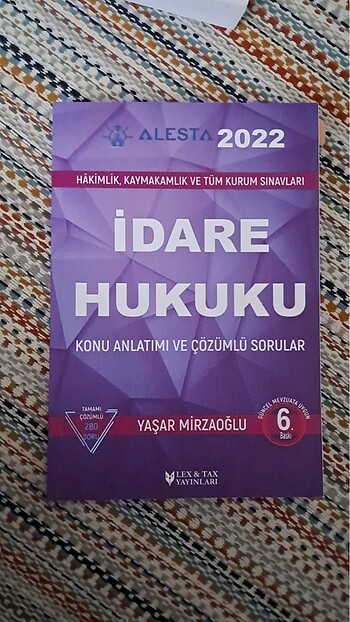 ALESTA 2022
HÂKİMLİK, KAYMAKAMLIK VE TÜM KURUM SINAVLARI
İDARE
HUKUKU
KONU ANLATIMI VE ÇÖZÜMLÜ SORULAR
TAMAMI
ÇÖZÜMLÜ
280
SORU
YAŞAR MİRZAOĞLU
GÜNCEL MEVZUATA UYGUN
6.
Baskı
LEX & TAX
YAYINLARI